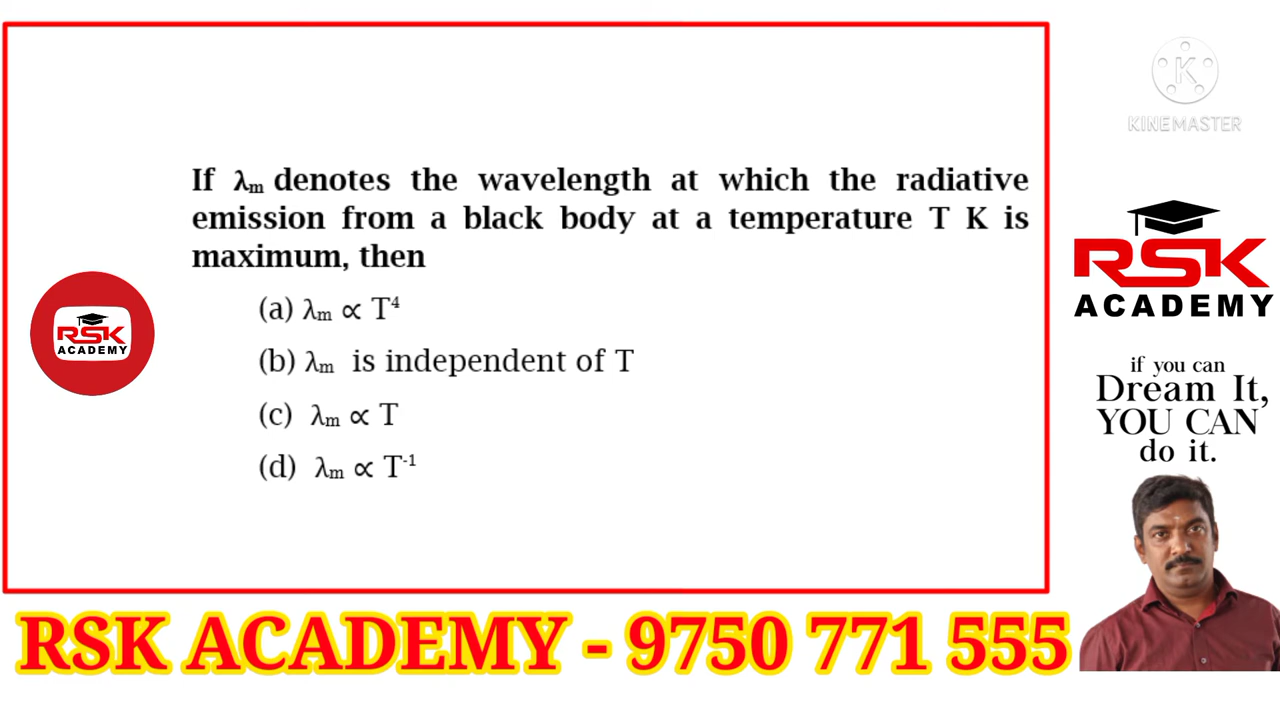 If λₘ denotes the wavelength at which the radiative
emission from a black body at a temperature T K is
maximum, then
(a) λₘ ∝ T⁴
(b) λₘ is independent of T
(c) λₘ ∝ T
(d) λₘ ∝ T⁻¹
RSK
ACADEMY
K
KINEMASTER
RSK
ACADEMY
if you can
Dream It,
YOU CAN
do it.
RSK ACADEMY - 9750 771 555